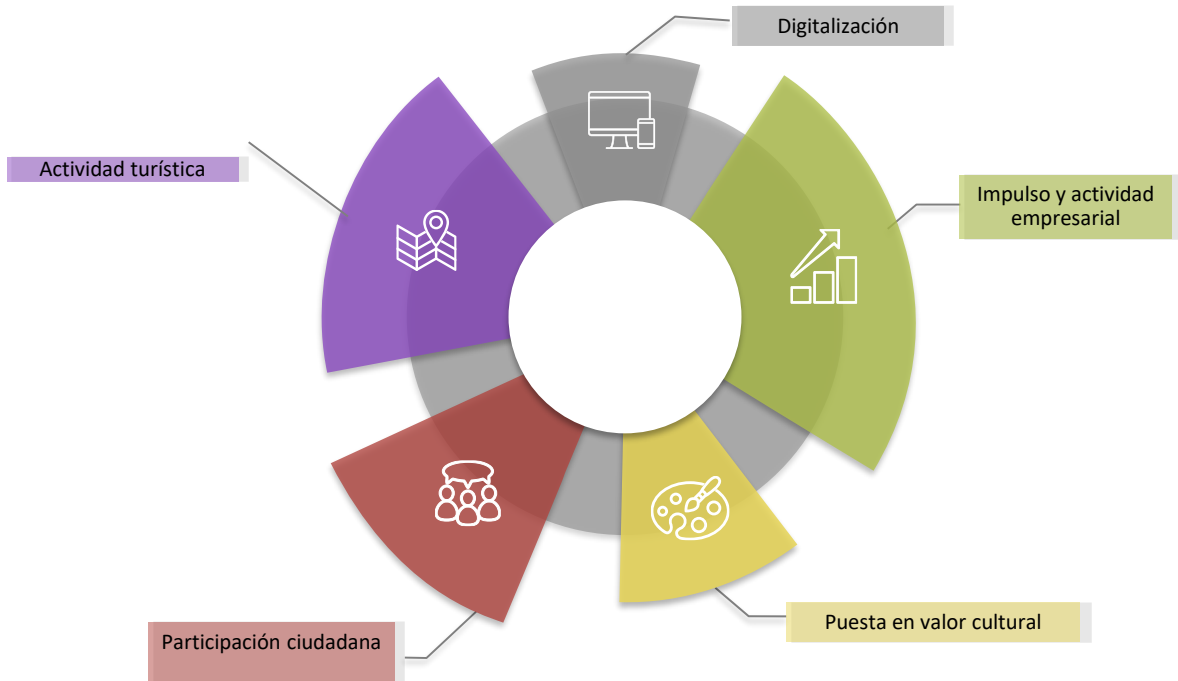 Digitalización
Actividad turística
Impulso y actividad
empresarial
Puesta en valor cultural
Participación ciudadana